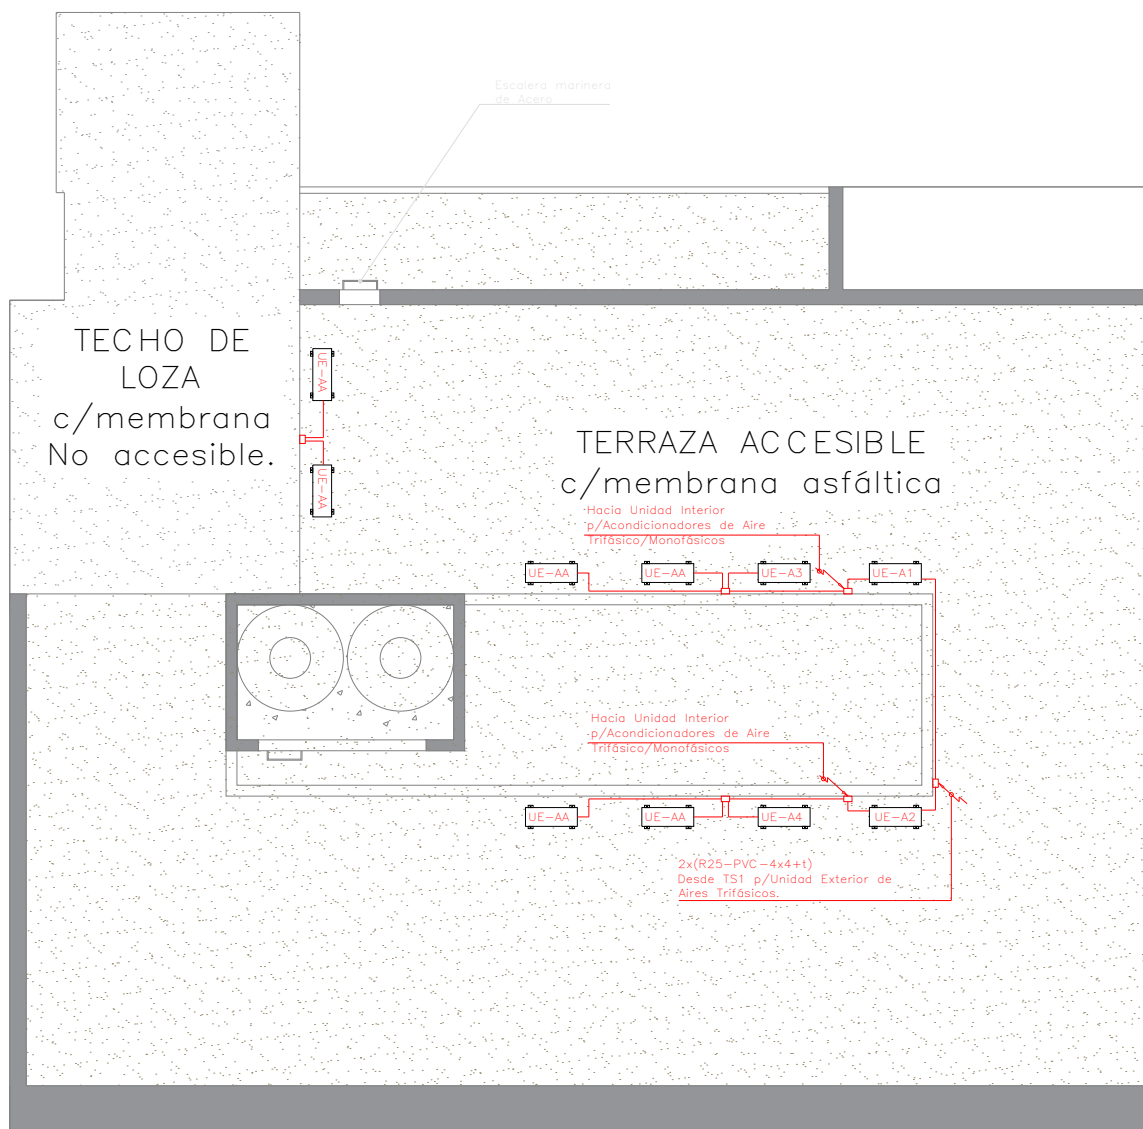 Escalera marinera
de Acero
TECHO DE
LOZA
c/membrana
No accesible.
UE-AA
UE-AA
TERRAZA ACCESIBLE
c/membrana asfáltica
Hacia Unidad Interior
p/Acondicionadores de Aire
Trifásico/Monofásicos
UE-AA
UE-AA
UE-A3
UE-A1
Hacia Unidad Interior
p/Acondicionadores de Aire
Trifásico/Monofásicos
UE-AA
UE-AA
UE-A4
UE-A2
2x(R25-PVC-4x4+t)
Desde TS1 p/Unidad Exterior de
Aires Trifásicos.